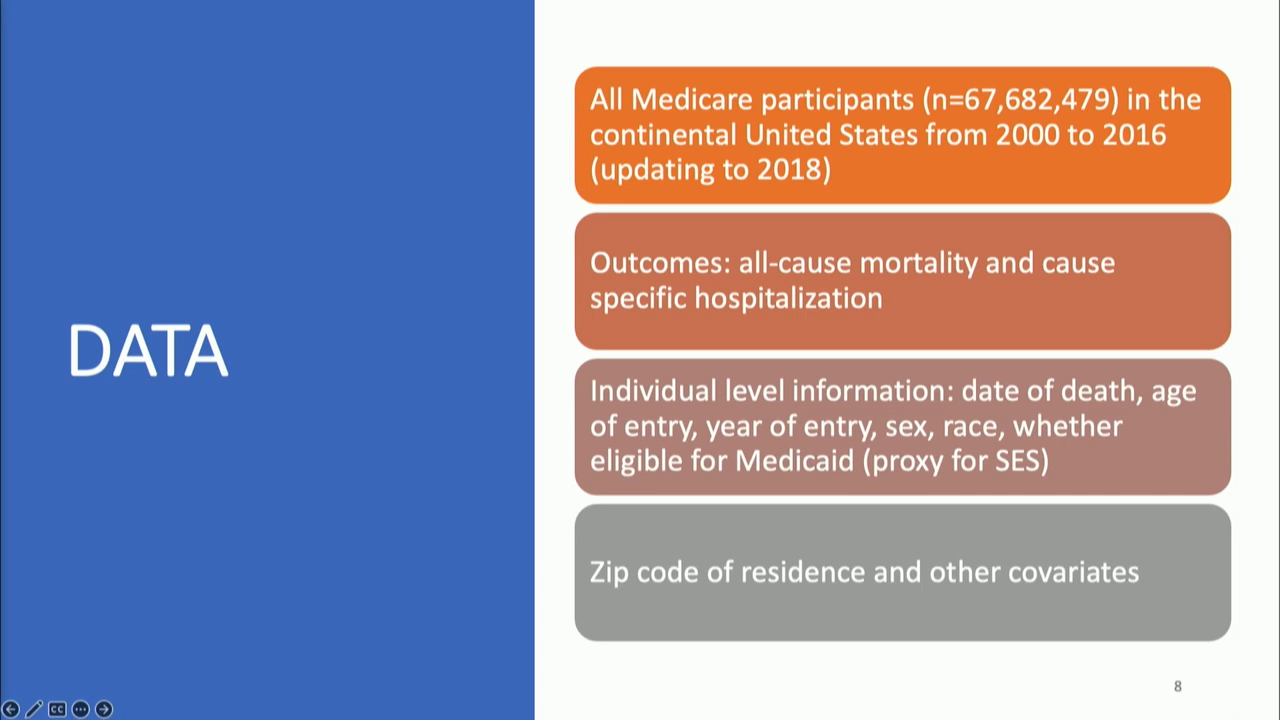 DATA
All Medicare participants (n=67,682,479) in the
continental United States from 2000 to 2016
(updating to 2018)
Outcomes: all-cause mortality and cause
specific hospitalization
Individual level information: date of death, age
of entry, year of entry, sex, race, whether
eligible for Medicaid (proxy for SES)
Zip code of residence and other covariates
8
CC